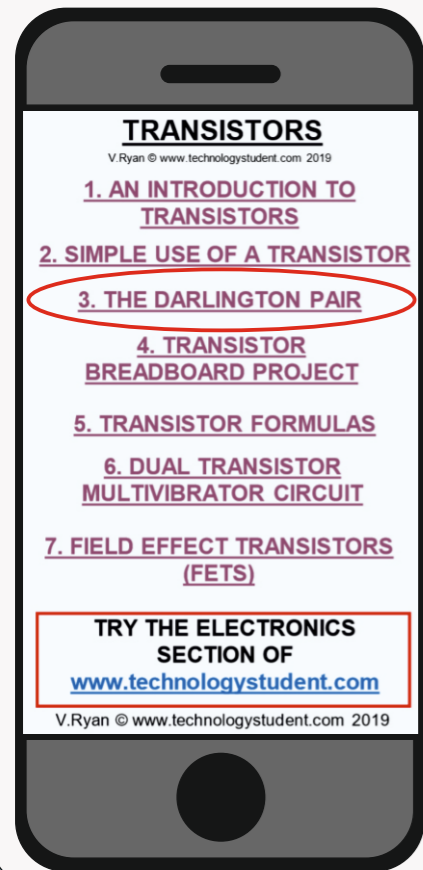 TRANSISTORS
V.Ryan © www.technologystudent.com 2019
1. AN INTRODUCTION TO
TRANSISTORS
2. SIMPLE USE OF A TRANSISTOR
3. THE DARLINGTON PAIR
4. TRANSISTOR
BREADBOARD PROJECT
5. TRANSISTOR FORMULAS
6. DUAL TRANSISTOR
MULTIVIBRATOR CIRCUIT
7. FIELD EFFECT TRANSISTORS
(FETS)
TRY THE ELECTRONICS
SECTION OF
www.technologystudent.com
V.Ryan © www.technologystudent.com 2019